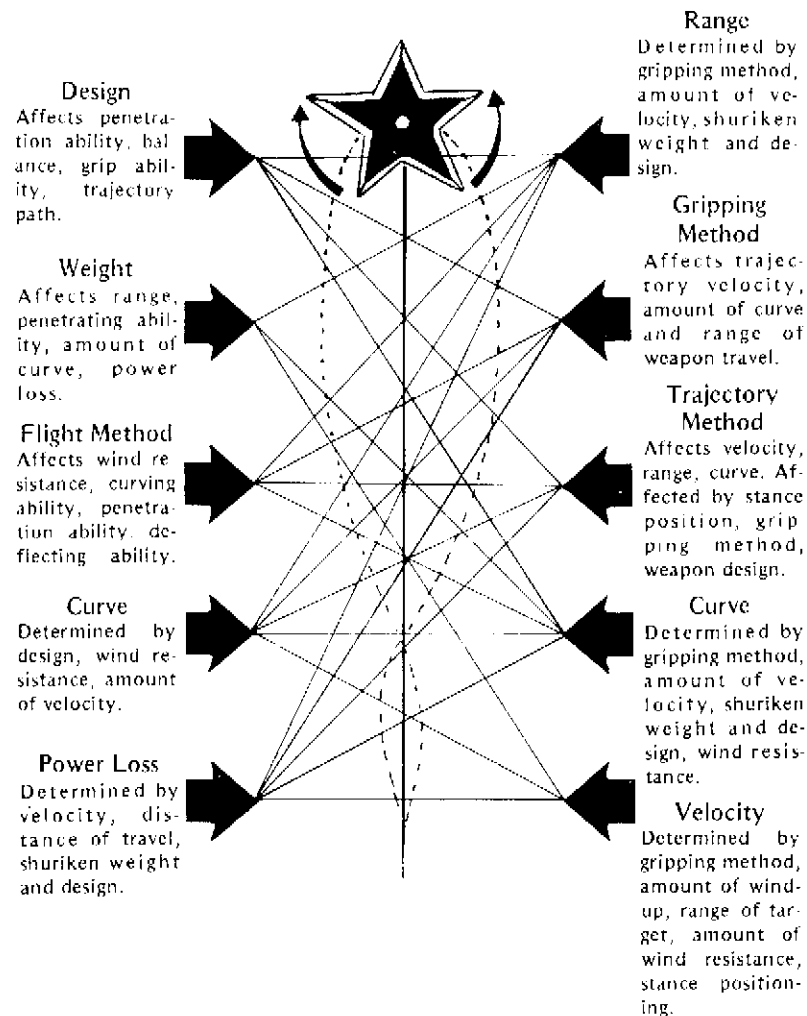 Design
Affects penetra-
tion ability, bal
ance, grip abil-
ity, trajectory
path.
Weight
Affects range,
penetrating abil-
ity, amount of
curve, power
loss.
Flight Method
Affects wind re
sistance, curving
ability, penetra-
tion ability. de-
flecting ability.
Curve
Determined by
design, wind re-
sistance, amount
of velocity.
Power Loss
Determined by
velocity, dis-
tance of travel,
shuriken weight
and design.
Range
Determined by
gripping method,
amount of ve-
locity, shuriken
weight and de-
sign.
Gripping
Method
Affects trajec-
tory velocity,
amount of curve
and range of
weapon travel.
Trajectory
Method
Affects velocity,
range, curve. Af-
fected by stance
position, grip
ping method,
weapon design.
Curve
Determined by
gripping method,
amount of ve-
locity, shuriken
weight and de-
sign, wind resis-
tance.
Velocity
Determined by
gripping method,
amount of wind-
up, range of tar-
get, amount of
wind resistance,
stance position-
ing.